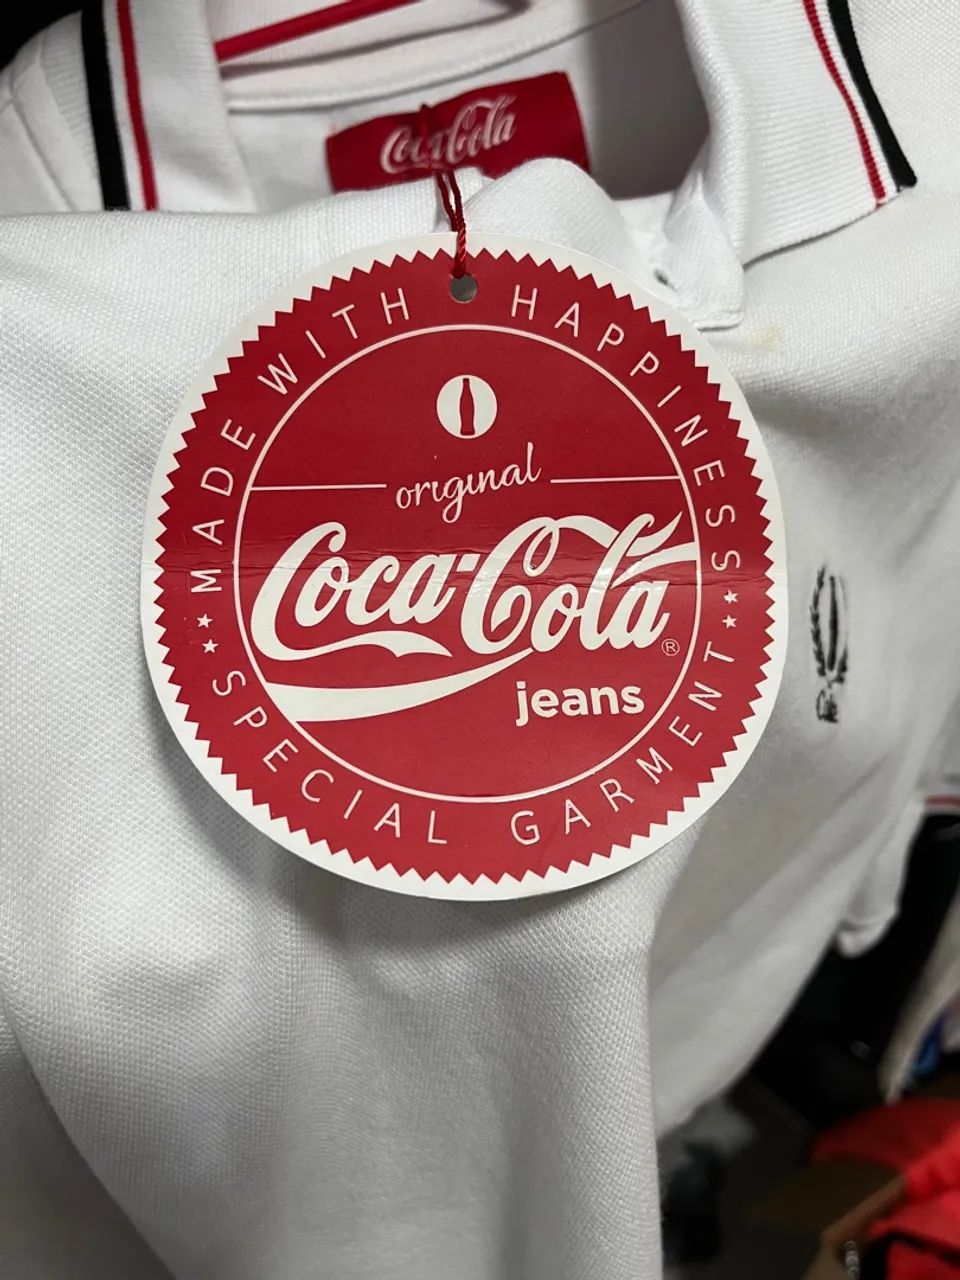 Coca-Cola
MADE WITH HAPPINESS
original
Coca-Cola®
jeans
SPECIAL GARMENT